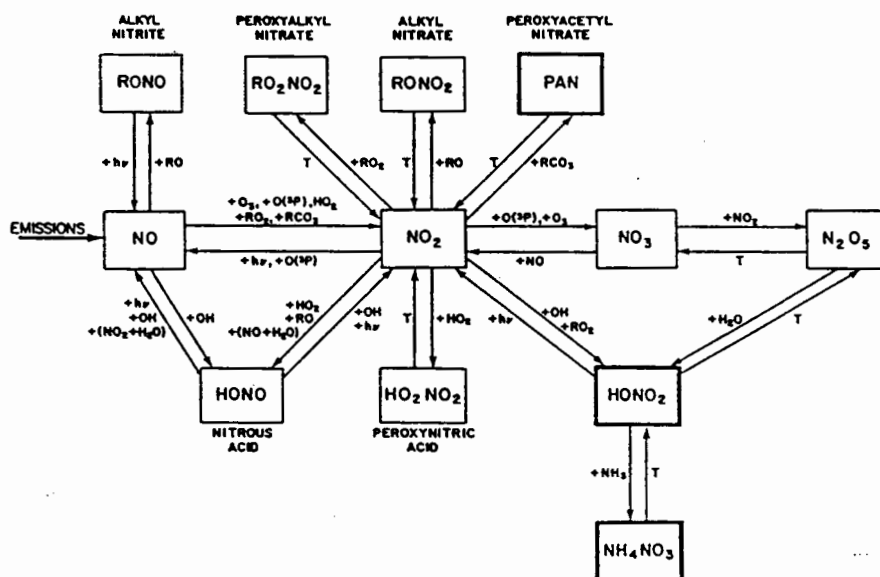 ALKYL
NITRITE
PEROXYALKYL
NITRATE
ALKYL
NITRATE
PEROXYACETYL
NITRATE
RONO
RO₂NO₂
RONO₂
PAN
+hν
+RO
T
+RO₂
T
+RO
T
+RCO₃
EMISSIONS
NO
+O₃, +O(³P), HO₂
+RO₂, +RCO₂
+hν, +O(³P)
NO₂
+O(³P), +O₃
+NO
NO₃
+NO₂
T
N₂O₅
+hν
+OH
+(NO₂+H₂O)
+OH
+HO₂
+RO
+(NO+H₂O)
+OH
+hν
T
+HO₂
+hν
+OH
+RO₂
+H₂O
T
HONO
NITROUS
ACID
HO₂NO₂
PEROXYNITRIC
ACID
HONO₂
+NH₃
T
NH₄NO₃